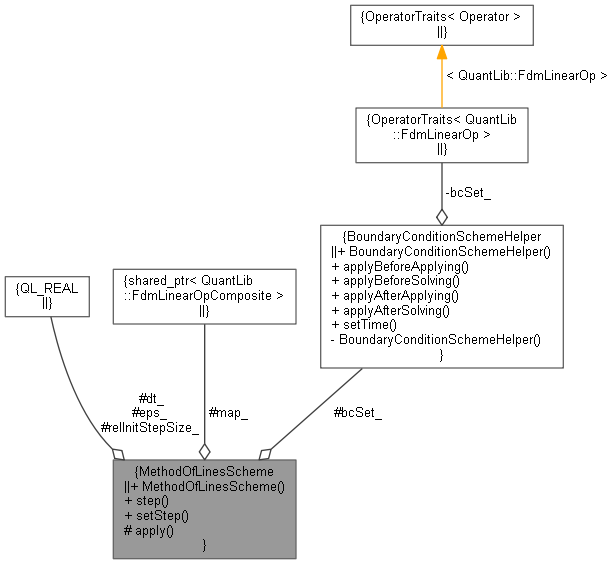 {OperatorTraits< Operator >
||}
< QuantLib::FdmLinearOp >
{OperatorTraits< QuantLib
::FdmLinearOp >
||}
-bcSet_
{BoundaryConditionSchemeHelper
||+ BoundaryConditionSchemeHelper()
+ applyBeforeApplying()
+ applyBeforeSolving()
+ applyAfterApplying()
+ applyAfterSolving()
+ setTime()
- BoundaryConditionSchemeHelper()
}
{QL_REAL
||}
{shared_ptr< QuantLib
::FdmLinearOpComposite >
||}
#dt_
#eps_
#relInitStepSize_
#map_
#bcSet_
{MethodOfLinesScheme
||+ MethodOfLinesScheme()
+ step()
+ setStep()
# apply()
}